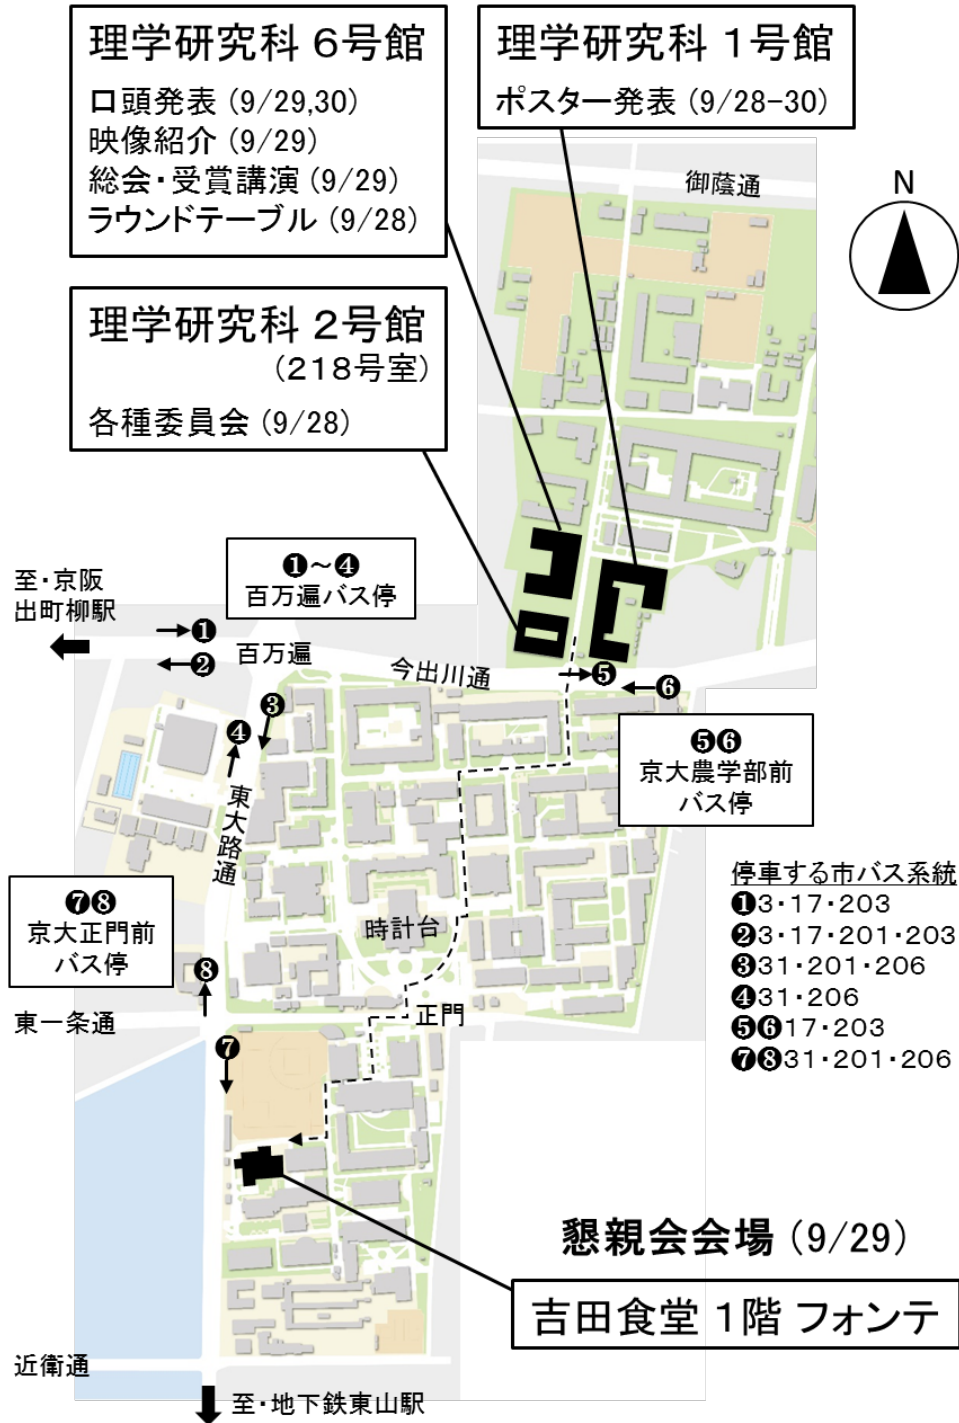 理学研究科 6号館
口頭発表 (9/29,30)
映像紹介 (9/29)
総会・受賞講演 (9/29)
ラウンドテーブル (9/28)
理学研究科 1号館
ポスター発表 (9/28-30)
御蔭通
N
理学研究科 2号館
(218号室)
各種委員会 (9/28)
❶～❹
百万遍バス停
至・京阪
出町柳駅
❶
❷
百万遍
今出川通
❺
❻
❸
❹
❺❻
京大農学部前
バス停
東大路通
停車する市バス系統
❶3・17・203
❷3・17・201・203
❸31・201・206
❹31・206
❺❻17・203
❼❽31・201・206
❼❽
京大正門前
バス停
時計台
❽
正門
東一条通
❼
懇親会会場 (9/29)
吉田食堂 1階 フォンテ
近衛通
至・地下鉄東山駅